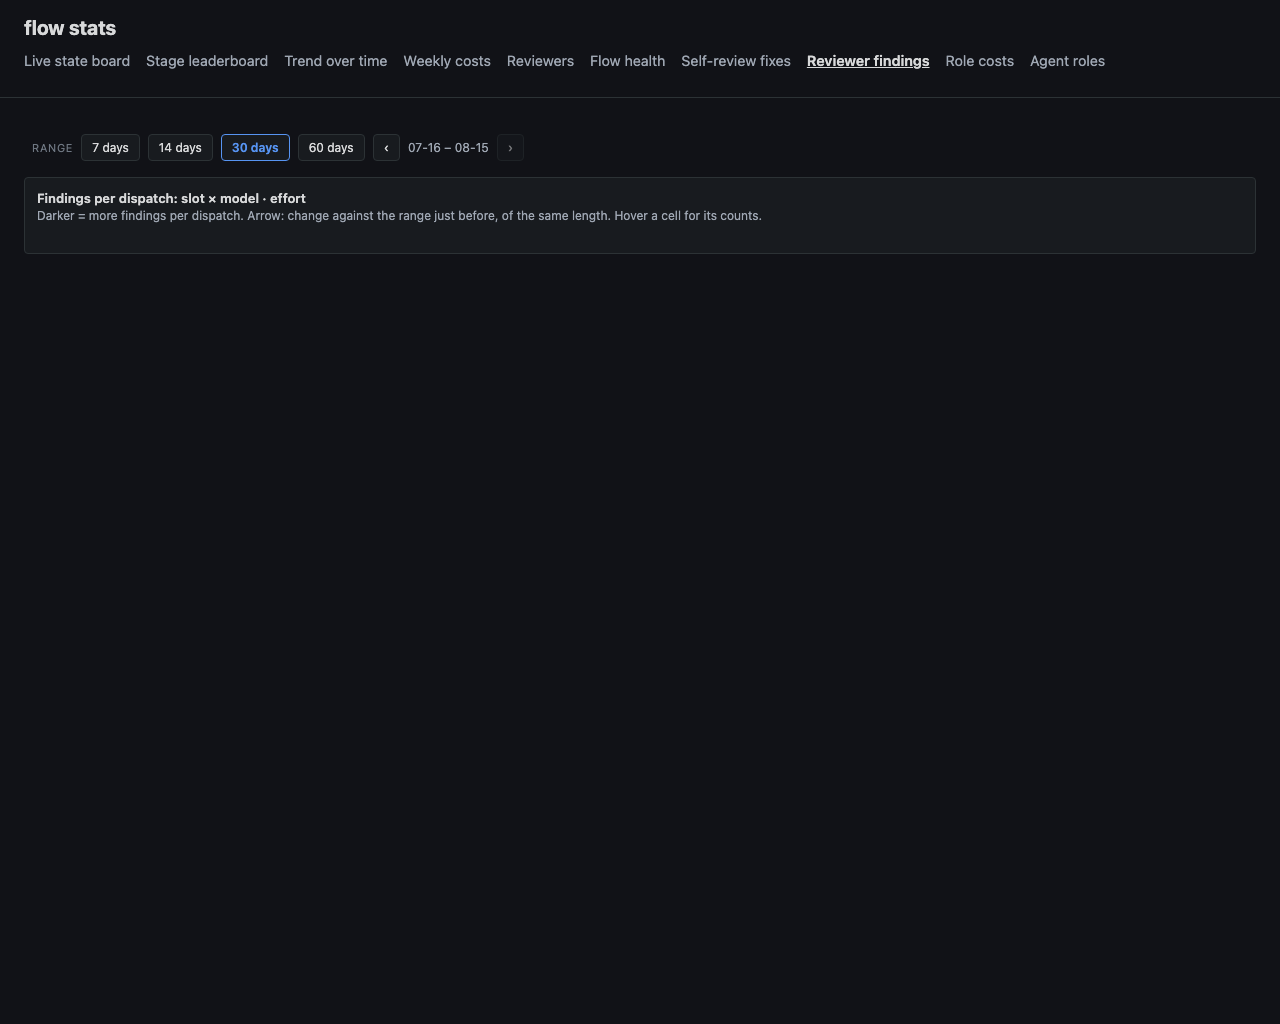 flow stats
Live state board Stage leaderboard Trend over time Weekly costs Reviewers Flow health Self-review fixes Reviewer findings Role costs Agent roles
RANGE 7 days 14 days 30 days 60 days ‹ 07-16 – 08-15 ›
Findings per dispatch: slot × model · effort
Darker = more findings per dispatch. Arrow: change against the range just before, of the same length. Hover a cell for its counts.